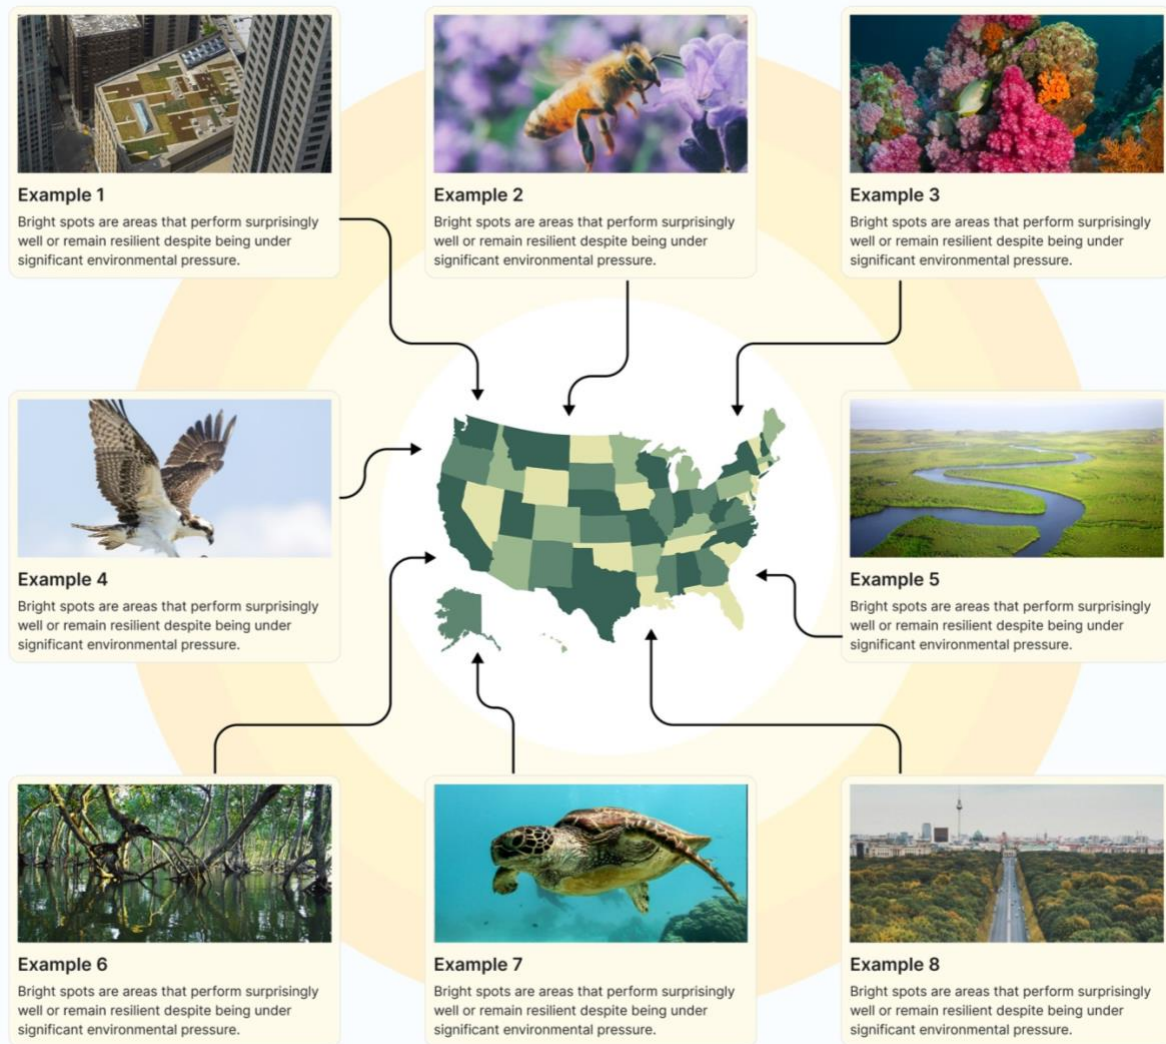 Example 1
Bright spots are areas that perform surprisingly
well or remain resilient despite being under
significant environmental pressure.
Example 2
Bright spots are areas that perform surprisingly
well or remain resilient despite being under
significant environmental pressure.
Example 3
Bright spots are areas that perform surprisingly
well or remain resilient despite being under
significant environmental pressure.
Example 4
Bright spots are areas that perform surprisingly
well or remain resilient despite being under
significant environmental pressure.
Example 5
Bright spots are areas that perform surprisingly
well or remain resilient despite being under
significant environmental pressure.
Example 6
Bright spots are areas that perform surprisingly
well or remain resilient despite being under
significant environmental pressure.
Example 7
Bright spots are areas that perform surprisingly
well or remain resilient despite being under
significant environmental pressure.
Example 8
Bright spots are areas that perform surprisingly
well or remain resilient despite being under
significant environmental pressure.